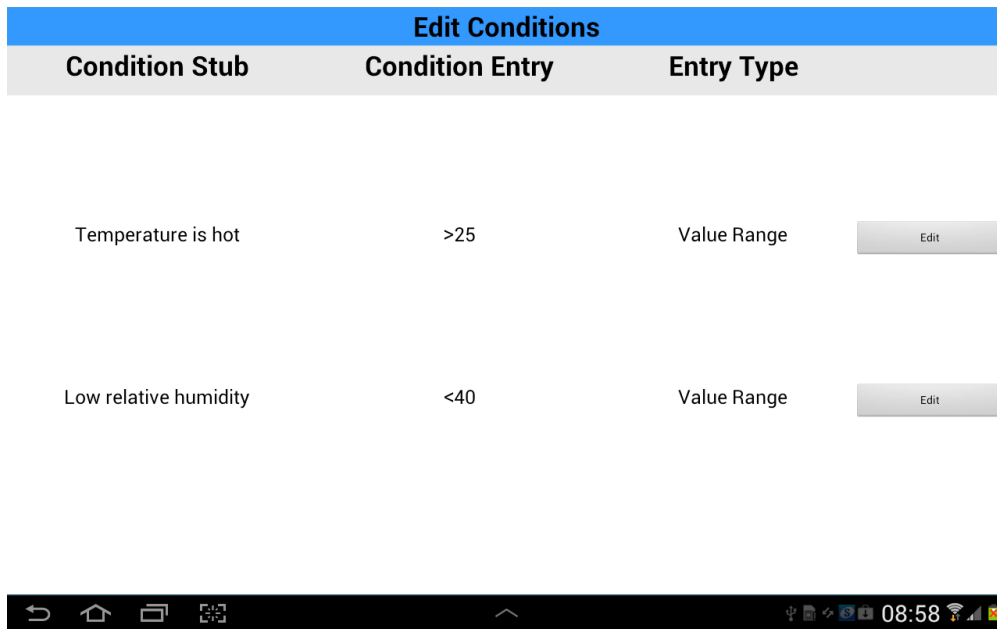 Edit Conditions
Condition Stub Condition Entry Entry Type
Temperature is hot >25 Value Range Edit
Low relative humidity <40 Value Range Edit
08:58